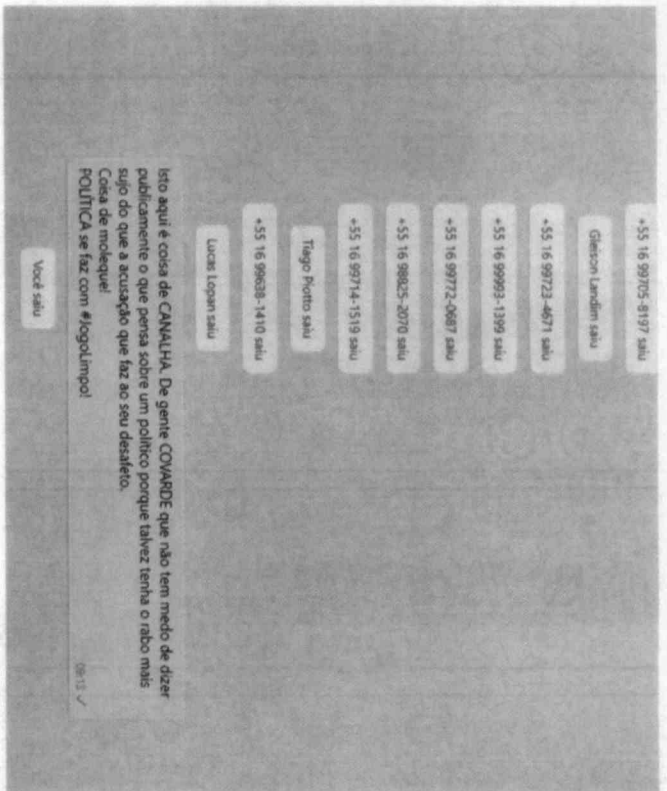 +55 16 99705-8197 saiu
Gleison Landim saiu
+55 16 99723-4671 saiu
+55 16 99993-1399 saiu
+55 16 99772-0687 saiu
+55 16 98925-2070 saiu
+55 16 99714-1519 saiu
Tiago Piotto saiu
+55 16 99638-1410 saiu
Lucas Lopan saiu
Isto aqui é coisa de CANALHA. De gente COVARDE que não tem medo de dizer
publicamente o que pensa sobre um político porque talvez tenha o rabo mais
sujo do que a acusação que faz ao seu desafeto.
Coisa de moleque!
POLÍTICA se faz com #JogoLimpo!
09:13
Você saiu